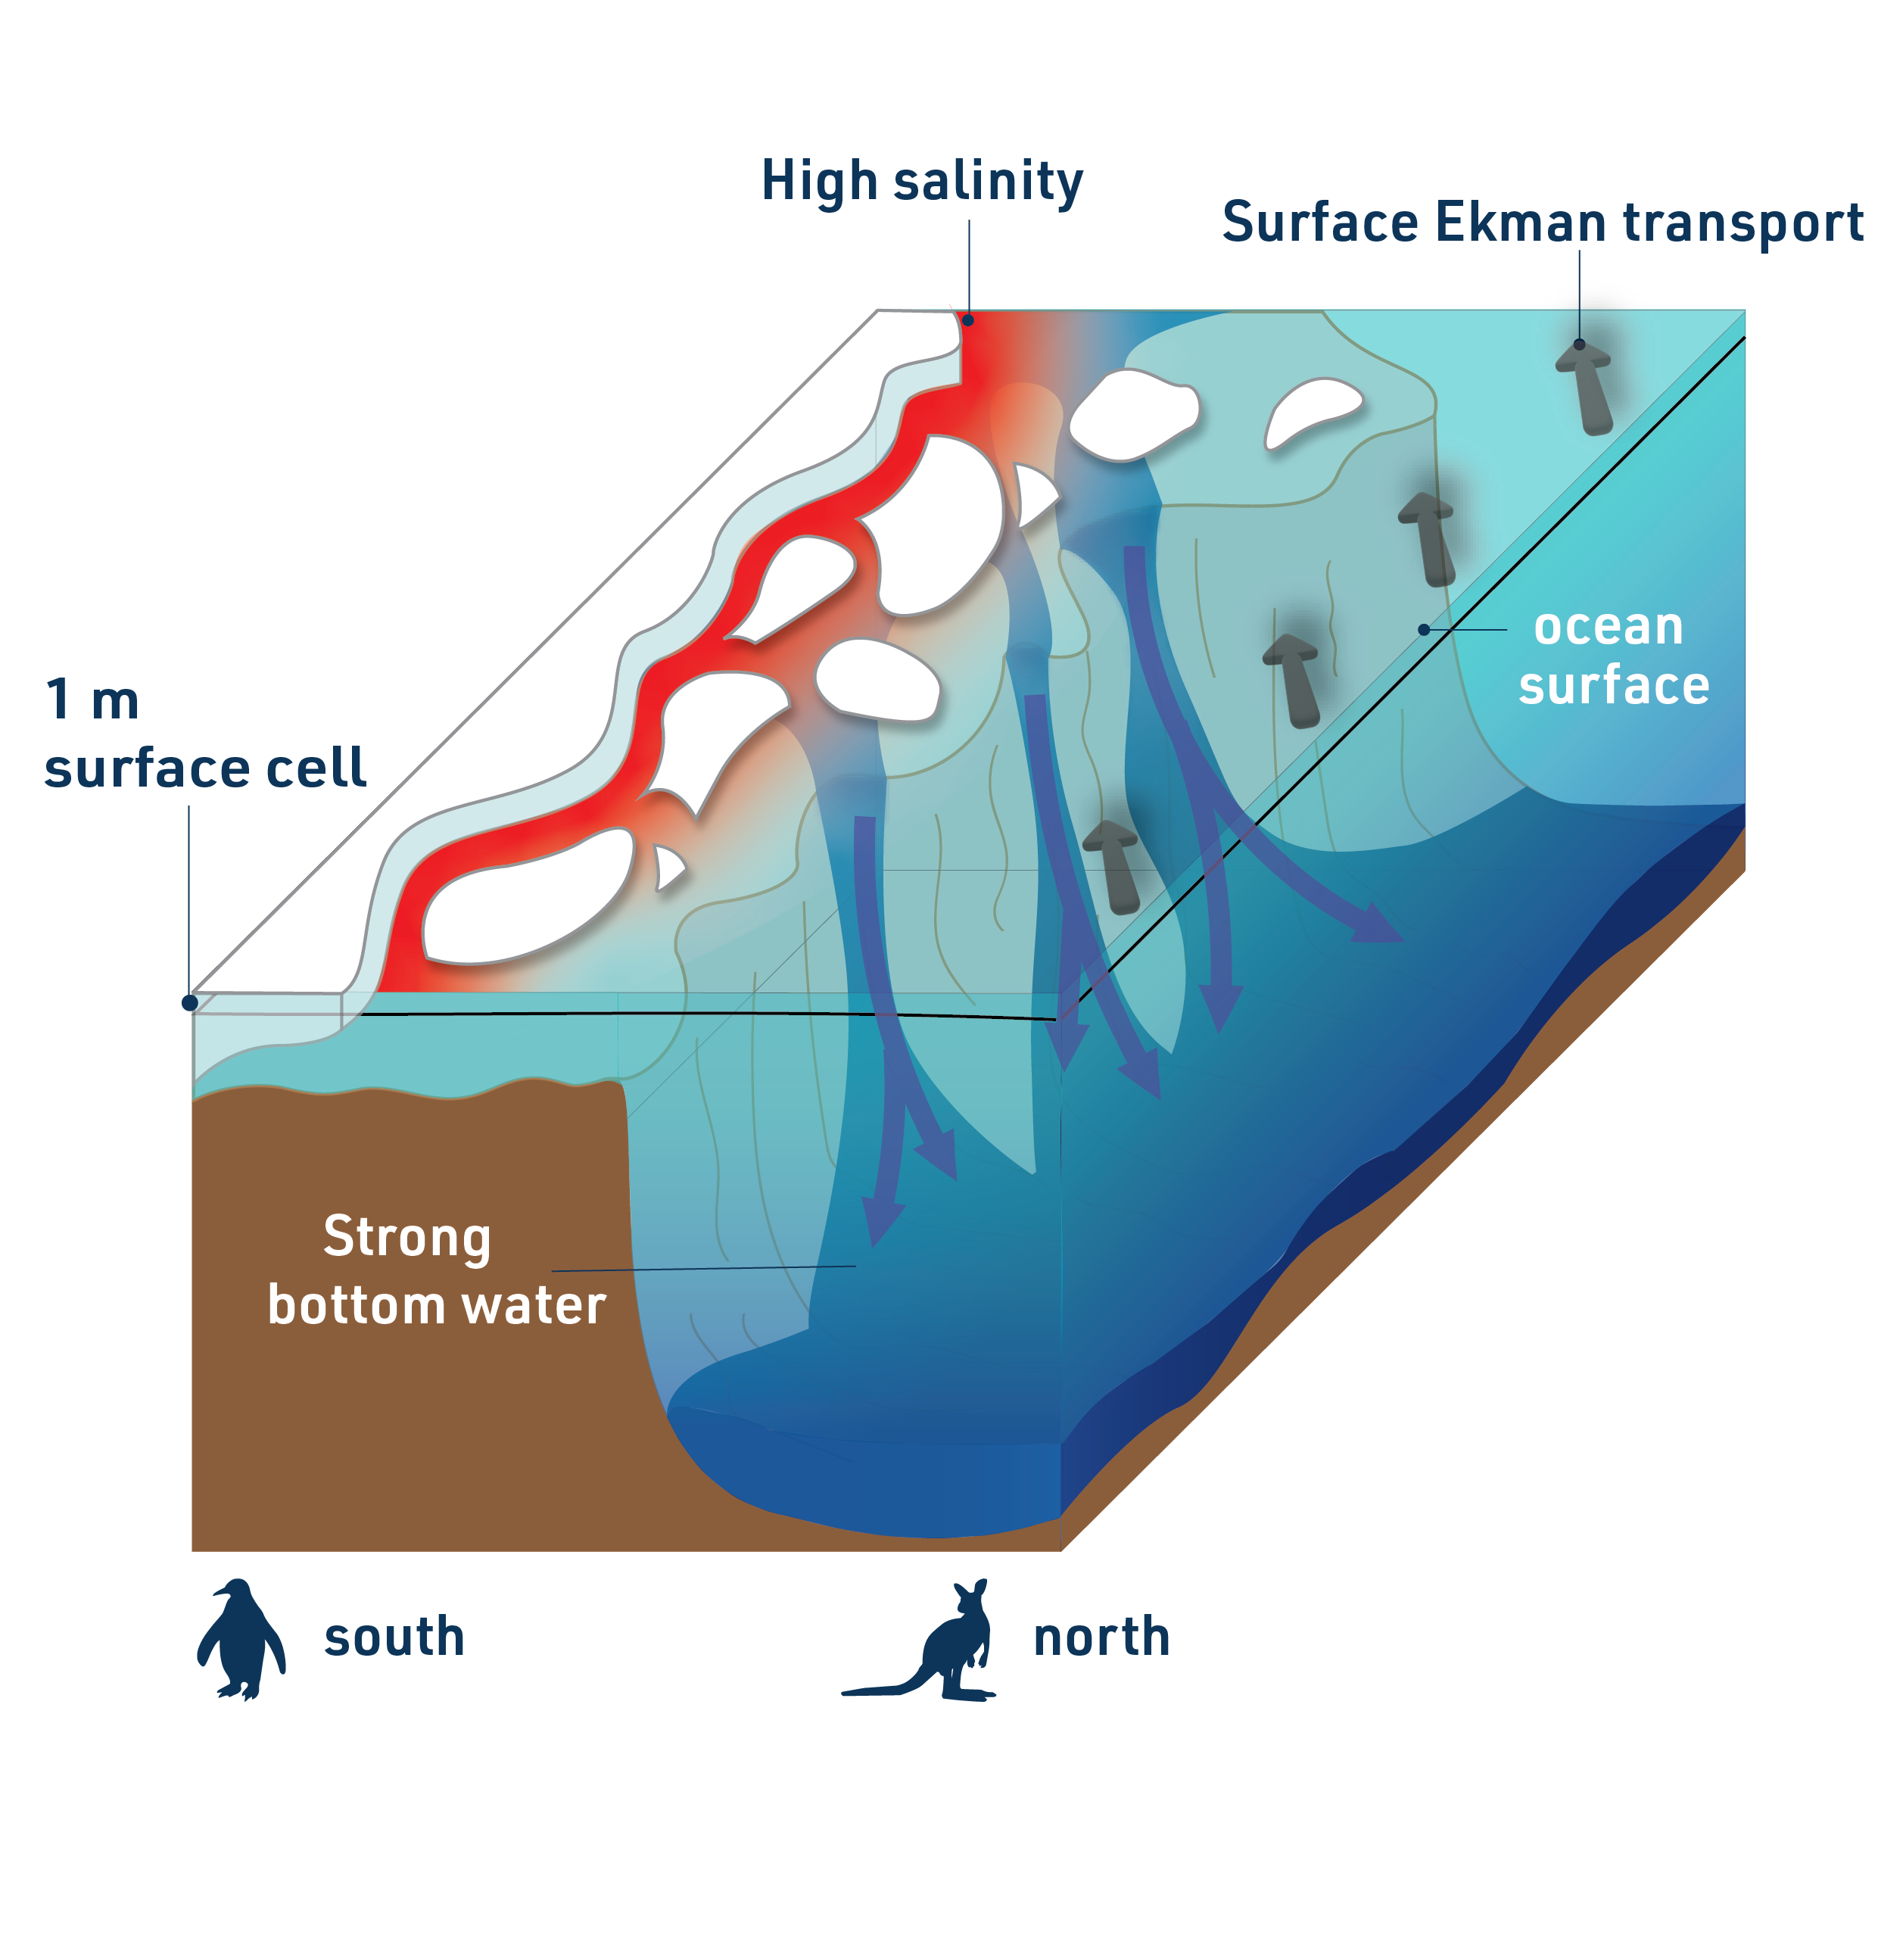 High salinity
Surface Ekman transport
1 m
surface cell
ocean
surface
Strong
bottom water
south
north